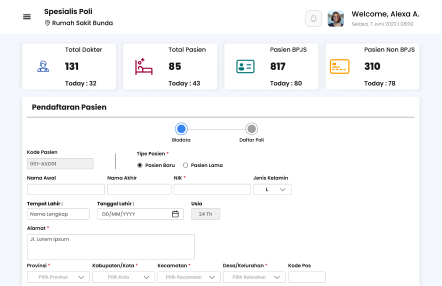 Spesialis Poli
Rumah Sakit Bunda
Welcome, Alexa A.
Selasa, 7 Juni 2022 | 08:00
Total Dokter
131
Today : 32
Total Pasien
85
Today : 43
Pasien BPJS
817
Today : 80
Pasien Non BPJS
310
Today : 78
Pendaftaran Pasien
Biodata
Daftar Poli
Kode Pasien
001-AXD01
Tipe Pasien *
Pasien Baru
Pasien Lama
Nama Awal
Nama Akhir
NIK *
Jenis Kelamin
L
Tempat Lahir :
Tanggal Lahir :
Usia
Nama Lengkap
DD/MM/YYYY
24 Th
Alamat *
Jl. Lorem Ipsum
Provinsi *
Kabupaten/Kota *
Kecamatan *
Desa/Kelurahan *
Kode Pos
Pilih Provinsi
Pilih Kota
Pilih Kecamatan
Pilih Kelurahan